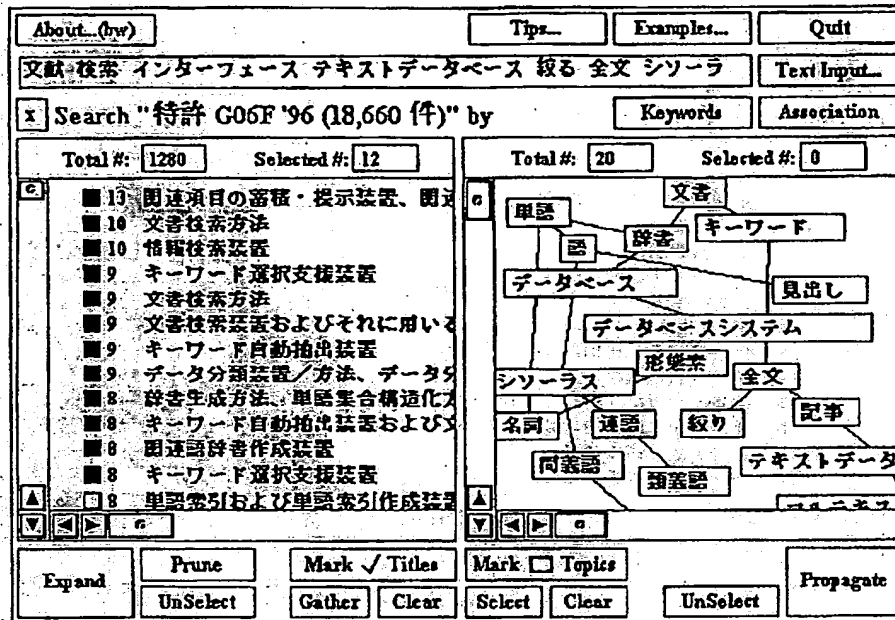 About...(bw) Tips... Examples... Quit
文献 検索 インターフェース テキストデータベース 絞る 全文 シソーラ Text Input...
x Search "特許 G06F '96 (18,660 件)" by Keywords Association
Total #: 1280 Selected #: 12
13 関連項目の蓄積・提示装置、関連
10 文書検索方法
10 情報検索装置
9 キーワード選択支援装置
9 文書検索方法
9 文書検索装置およびそれに用いる
9 キーワード自動抽出装置
9 データ分類装置／方法、データ分
8 辞書生成方法、単語集合構造化方
8 キーワード自動抽出装置および文
8 関連語辞書作成装置
8 キーワード選択支援装置
8 単語索引および単語索引作成装置
Total #: 20 Selected #: 0
文書
単語
辞書
キーワード
語
データベース
見出し
データベースシステム
形態素
シソーラス
全文
名詞
連語
絞り
記事
同義語
類義語
テキストデータ
フルテキス
Expand Prune Mark ✓ Titles Mark Topics Propagate
UnSelect Gather Clear Select Clear UnSelect